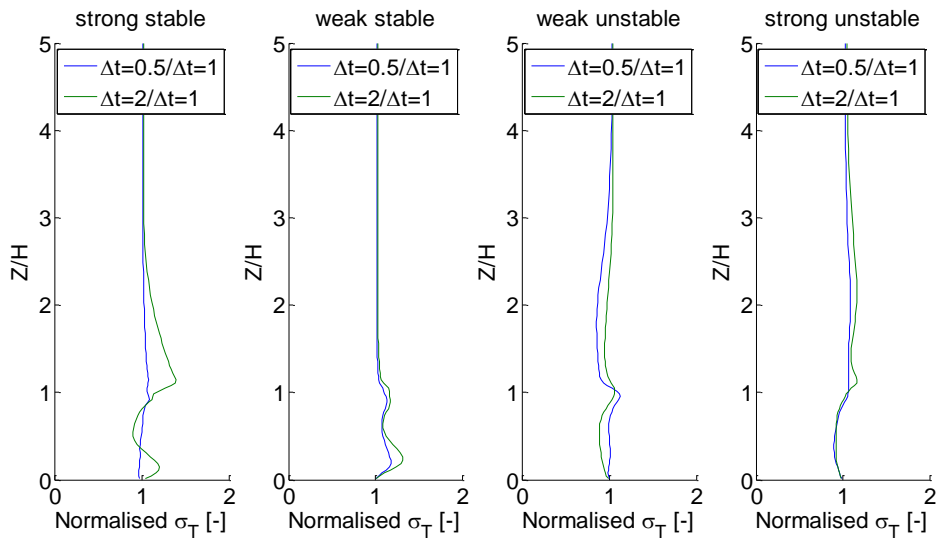 strong stable
weak stable
weak unstable
strong unstable
Δt=0.5/Δt=1
Δt=2/Δt=1
Δt=0.5/Δt=1
Δt=2/Δt=1
Δt=0.5/Δt=1
Δt=2/Δt=1
Δt=0.5/Δt=1
Δt=2/Δt=1
5
4
3
2
1
0
Z/H
0
1
2
Normalised σ_T [-]
5
4
3
2
1
0
Z/H
0
1
2
Normalised σ_T [-]
5
4
3
2
1
0
Z/H
0
1
2
Normalised σ_T [-]
5
4
3
2
1
0
Z/H
0
1
2
Normalised σ_T [-]